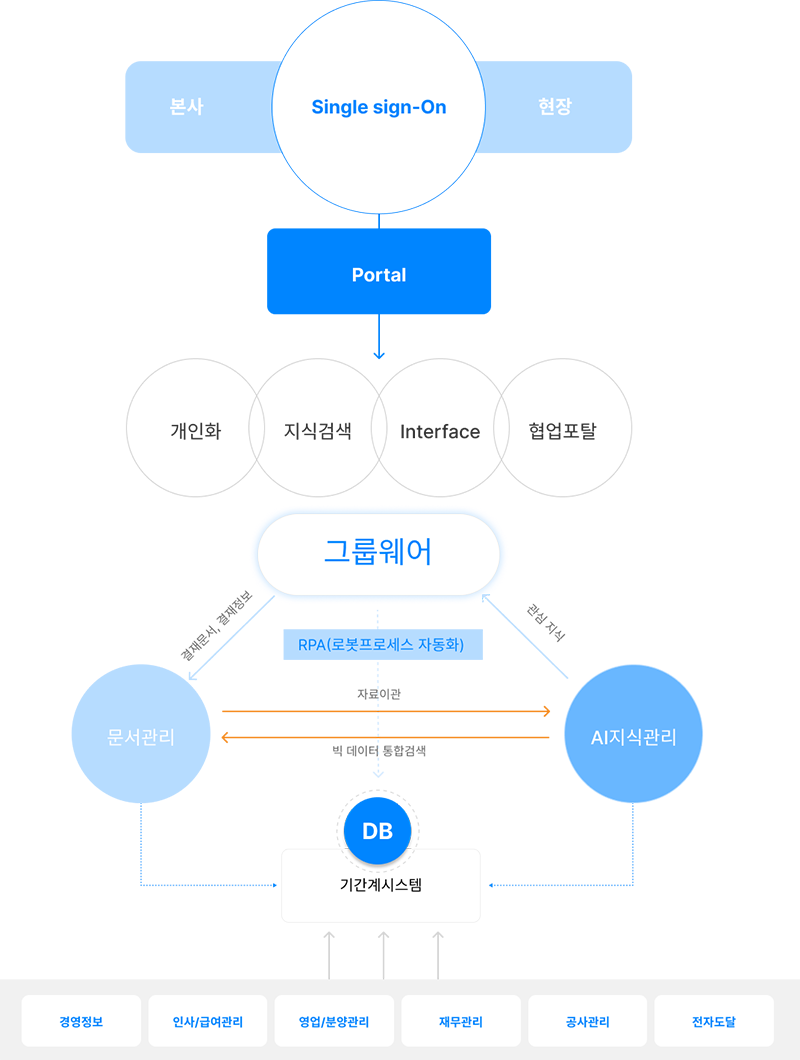 본사
Single sign-On
현장
Portal
개인화
지식검색
Interface
협업포탈
그룹웨어
결재문서, 결재정보
관심 지식
RPA(로봇프로세스 자동화)
자료이관
문서관리
AI지식관리
빅 데이터 통합검색
DB
기간계시스템
경영정보
인사/급여관리
영업/분양관리
재무관리
공사관리
전자도달